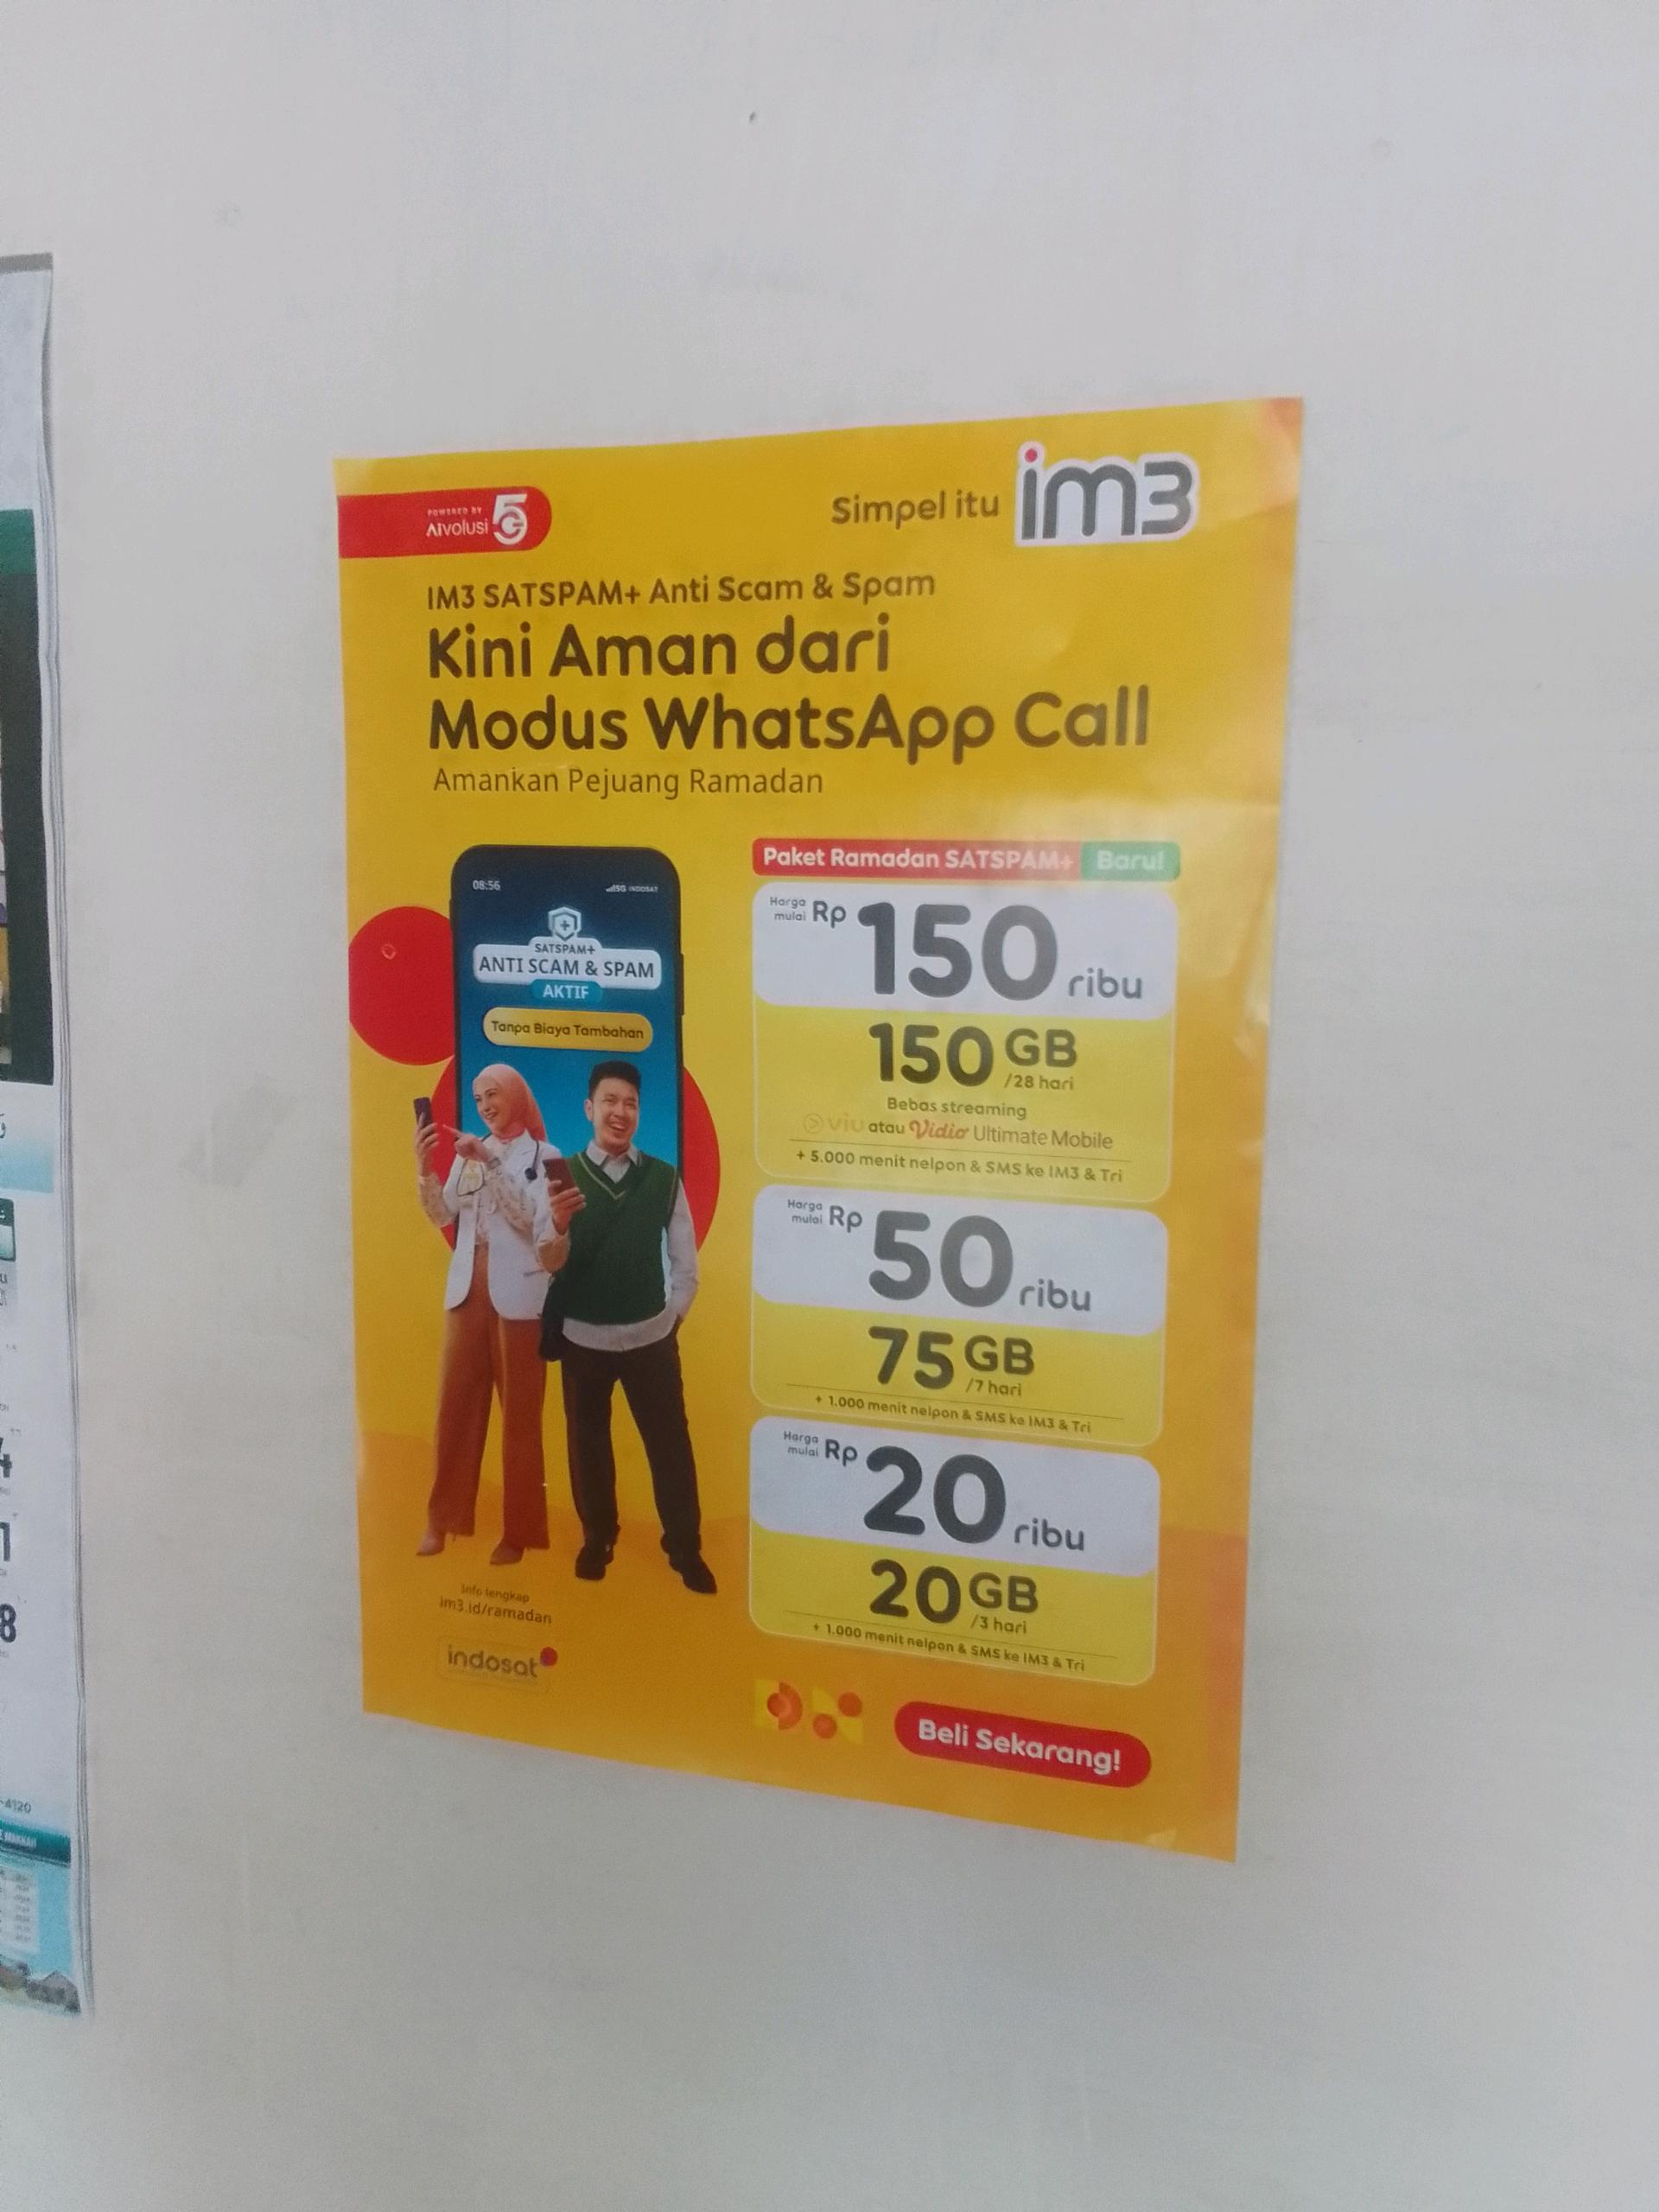 POWERED BY
AIvolusi 5G
Simpel itu im3
IM3 SATSPAM+ Anti Scam & Spam
Kini Aman dari
Modus WhatsApp Call
Amankan Pejuang Ramadan
08:56
5G INDOSAT
SATSPAM+
ANTI SCAM & SPAM
AKTIF
Tanpa Biaya Tambahan
Paket Ramadan SATSPAM+ Baru!
Harga mulai Rp 150 ribu
150 GB
/28 hari
Bebas streaming
viu atau Vidio Ultimate Mobile
+ 5.000 menit nelpon & SMS ke IM3 & Tri
Harga mulai Rp 50 ribu
75 GB
/7 hari
+ 1.000 menit nelpon & SMS ke IM3 & Tri
Harga mulai Rp 20 ribu
20 GB
/3 hari
+ 1.000 menit nelpon & SMS ke IM3 & Tri
Info lengkap
im3.id/ramadan
indosat
Beli Sekarang!
8
-4120
MAKKAH